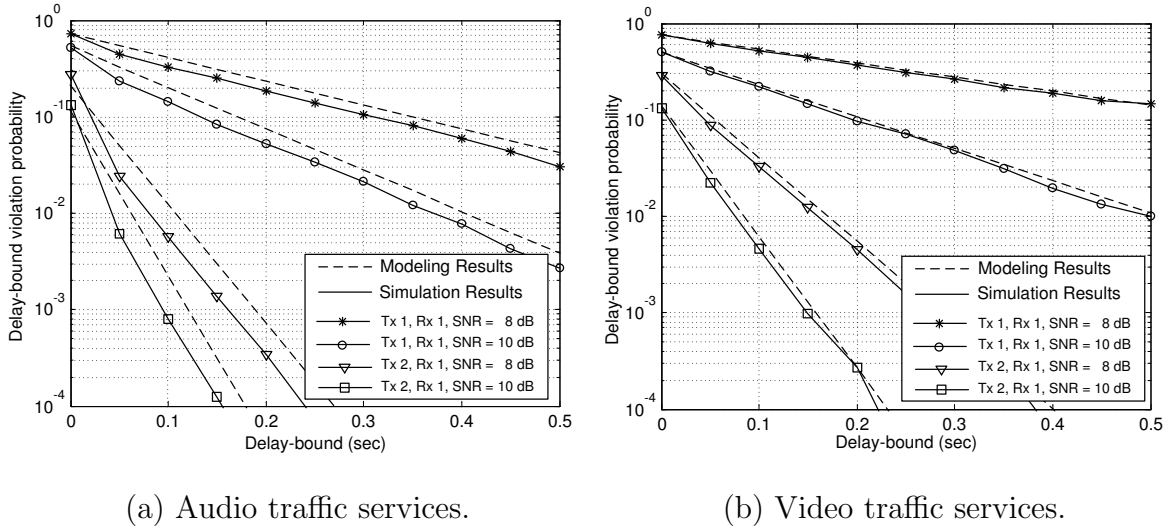 10^0
10^-1
10^-2
10^-3
10^-4
Delay-bound violation probability
0 0.1 0.2 0.3 0.4 0.5
Delay-bound (sec)
Modeling Results
Simulation Results
Tx 1, Rx 1, SNR = 8 dB
Tx 1, Rx 1, SNR = 10 dB
Tx 2, Rx 1, SNR = 8 dB
Tx 2, Rx 1, SNR = 10 dB
(a) Audio traffic services.
10^0
10^-1
10^-2
10^-3
10^-4
Delay-bound violation probability
0 0.1 0.2 0.3 0.4 0.5
Delay-bound (sec)
Modeling Results
Simulation Results
Tx 1, Rx 1, SNR = 8 dB
Tx 1, Rx 1, SNR = 10 dB
Tx 2, Rx 1, SNR = 8 dB
Tx 2, Rx 1, SNR = 10 dB
(b) Video traffic services.